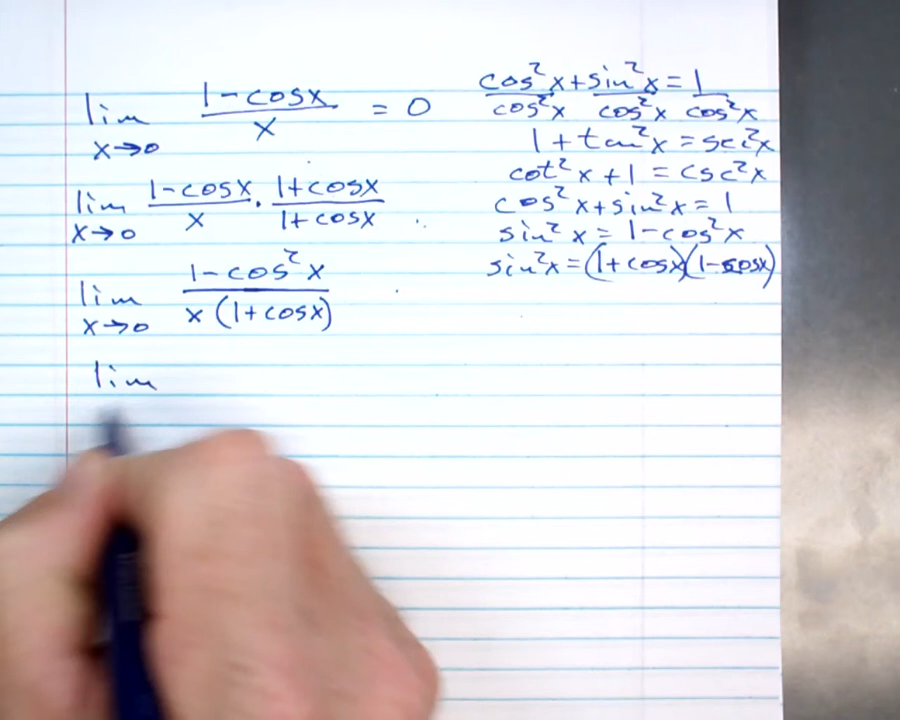 lim x→0 (1-cosx)/x = 0
lim x→0 (1-cosx)/x · (1+cosx)/(1+cosx)
lim x→0 (1-cos²x)/(x(1+cosx))
lim
cos²x+sin²x=1
cos²x cos²x cos²x
1+tan²x=sec²x
cot²x+1=csc²x
cos²x+sin²x=1
sin²x=1-cos²x
sin²x=(1+cosx)(1-cosx)